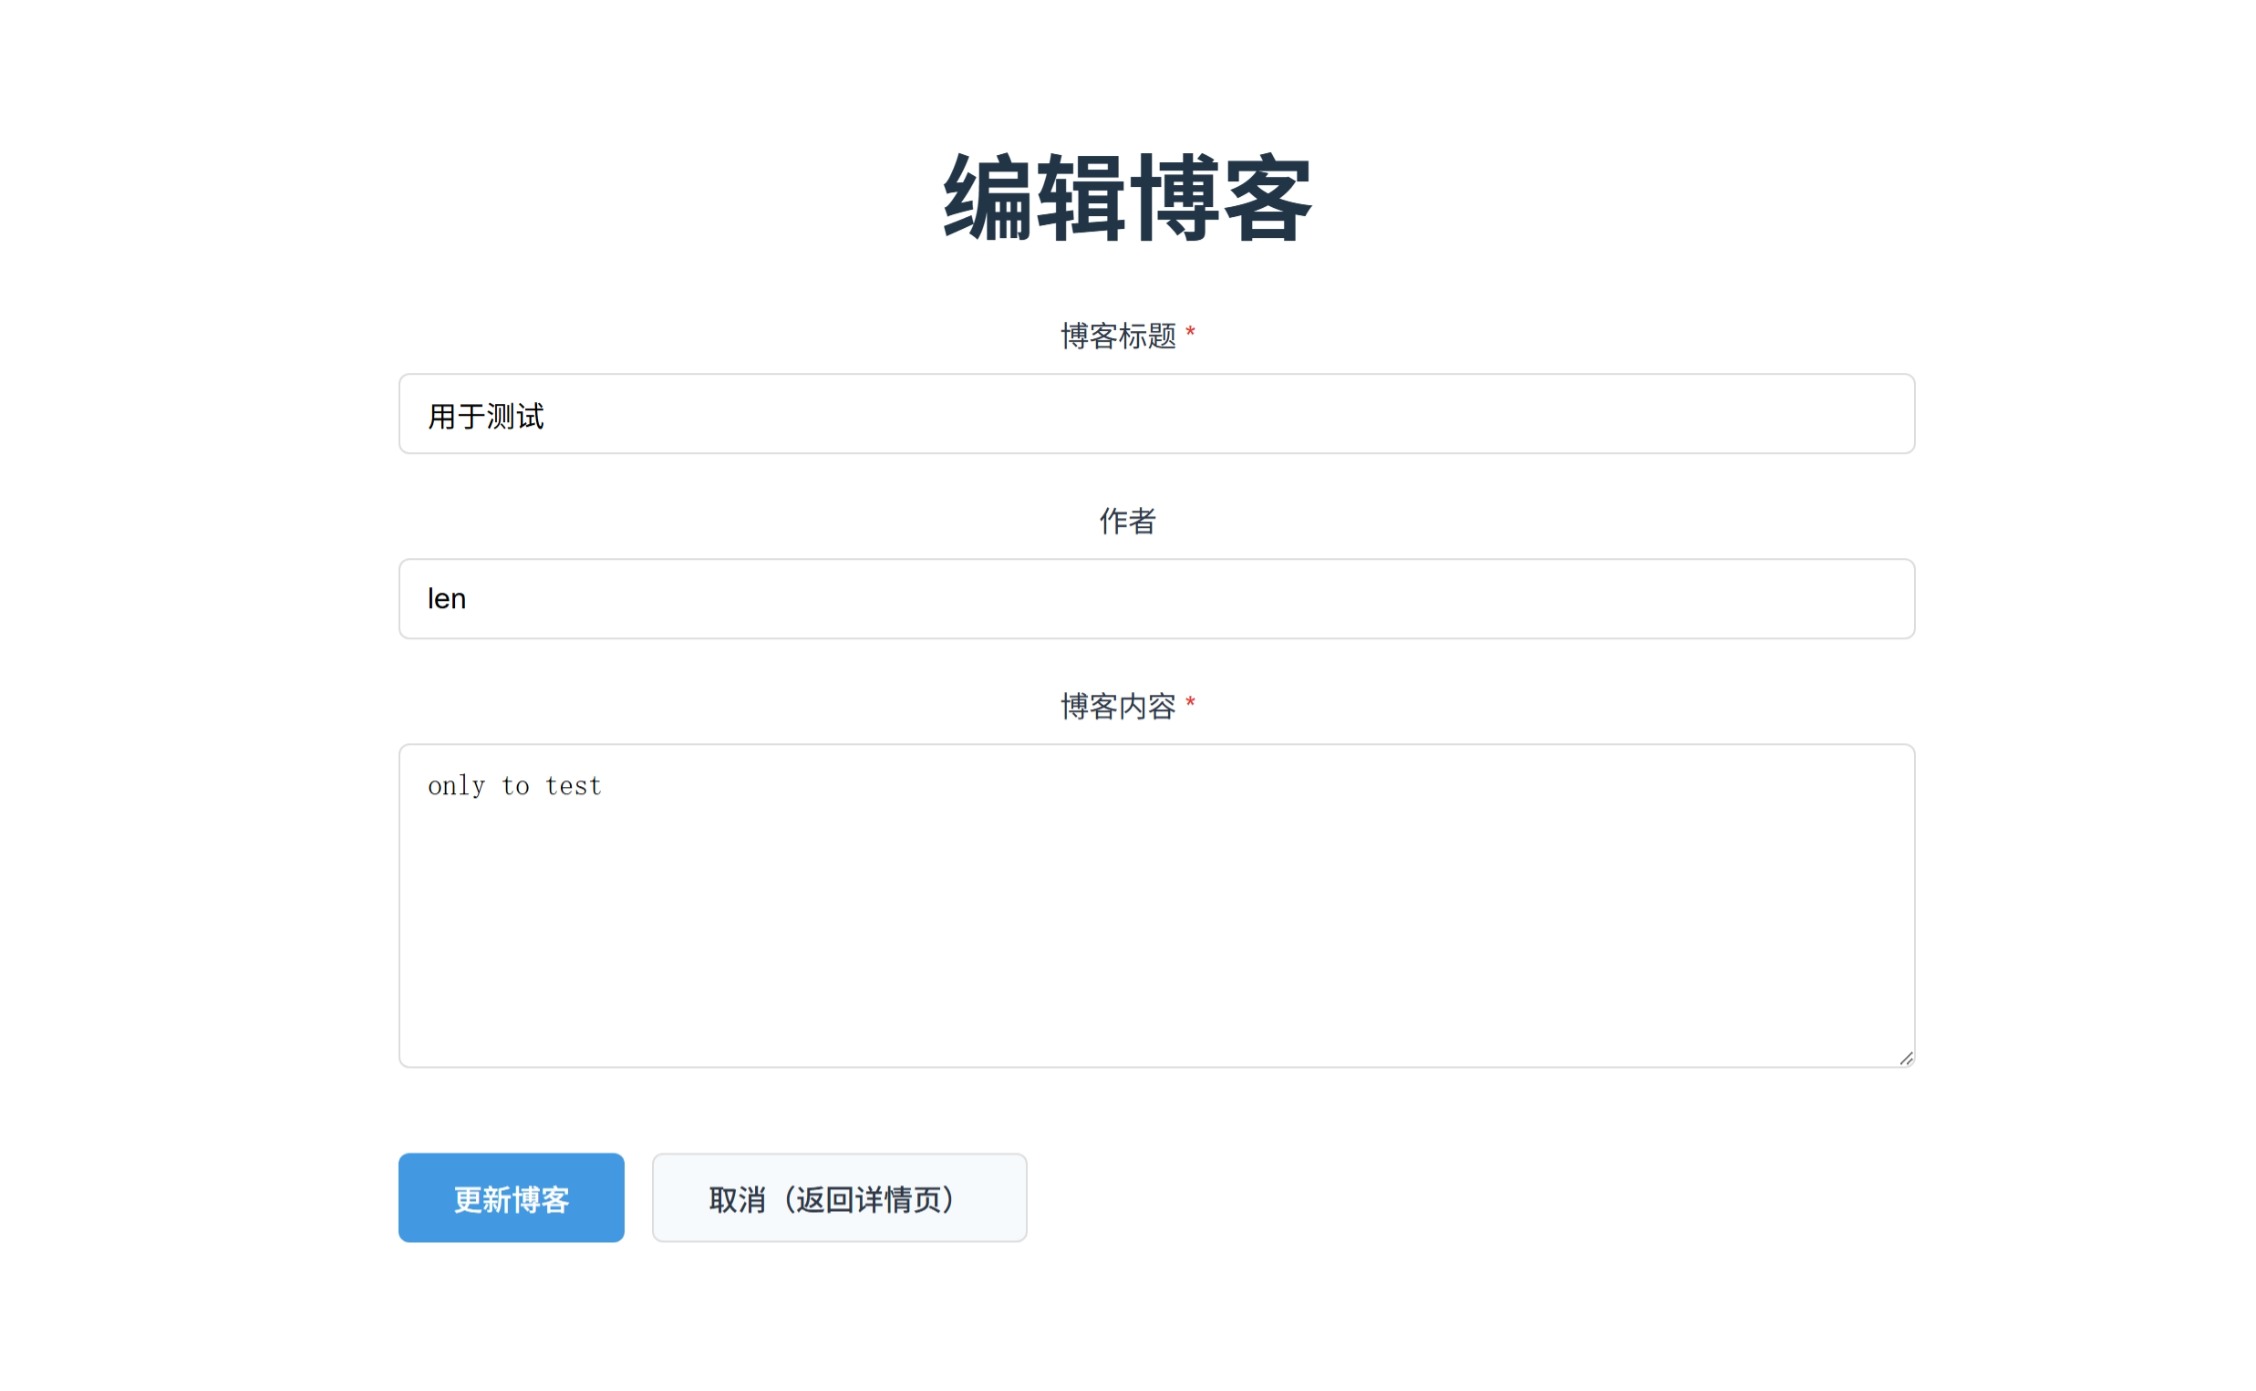 编辑博客
博客标题 *
用于测试
作者
len
博客内容 *
only to test
更新博客
取消（返回详情页）